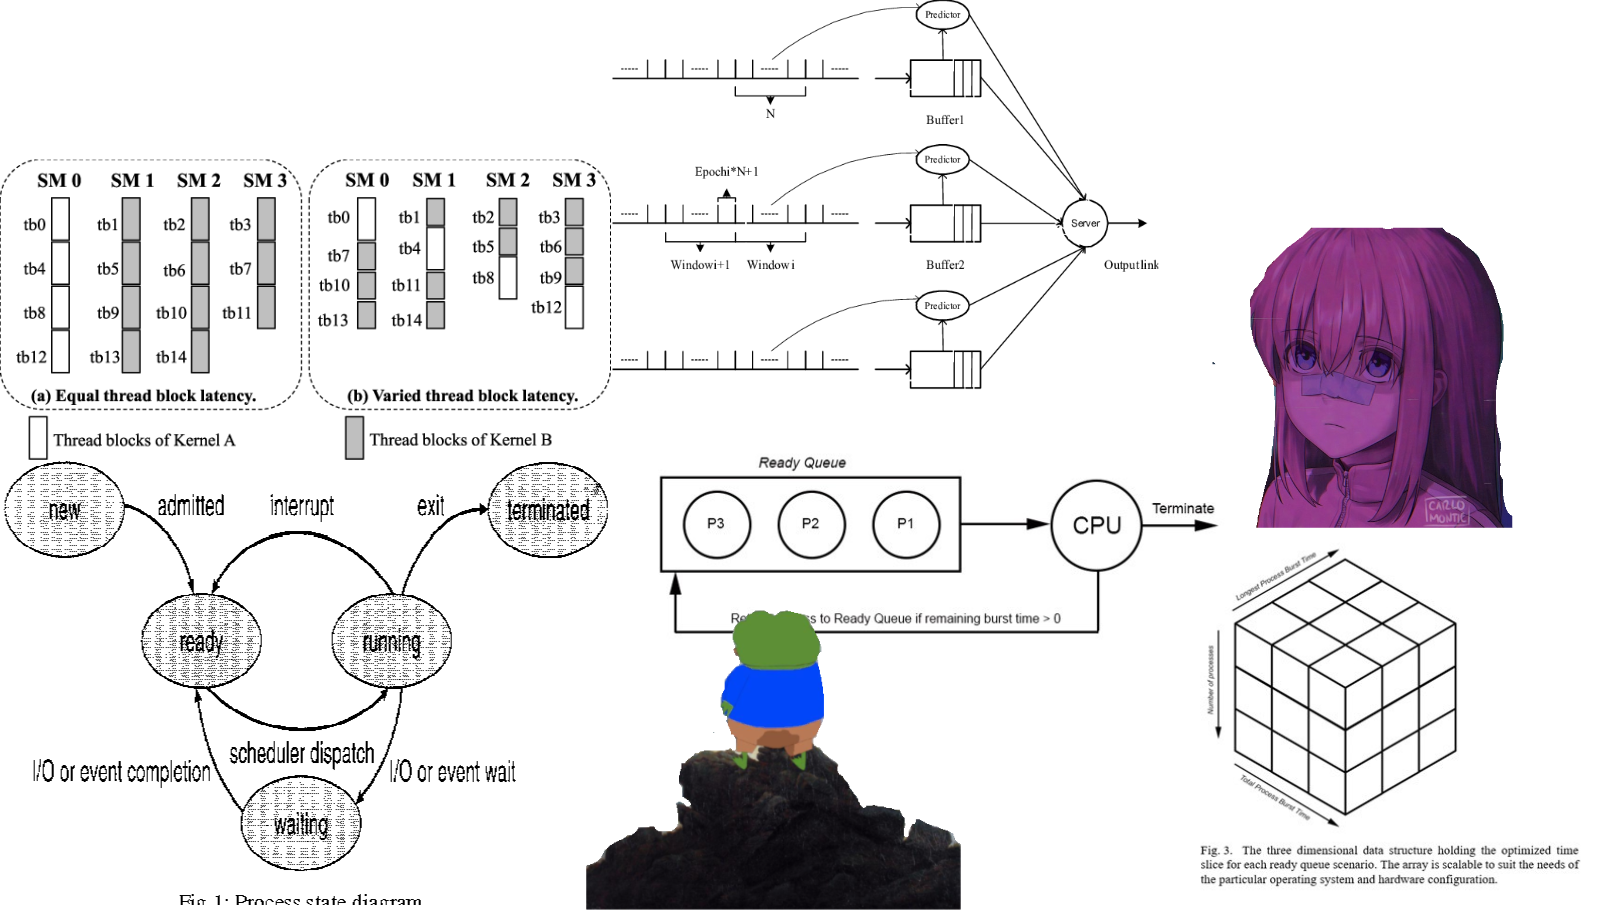 SM 0 SM 1 SM 2 SM 3
tb0 tb1 tb2 tb3
tb4 tb5 tb6 tb7
tb8 tb9 tb10 tb11
tb12 tb13 tb14
(a) Equal thread block latency.
SM 0 SM 1 SM 2 SM 3
tb0 tb1 tb2 tb3
tb7 tb4 tb5 tb6
tb10 tb11 tb8 tb9
tb13 tb14 tb12
(b) Varied thread block latency.
Thread blocks of Kernel A
Thread blocks of Kernel B
Predictor
N
Buffer1
Predictor
Epochi*N+1
Windowi+1
Windowi
Buffer2
Server
Outputlink
Predictor
new
admitted
interrupt
exit
terminated
ready
running
scheduler dispatch
I/O or event completion
I/O or event wait
waiting
Fig 1: Process state diagram
Ready Queue
P3 P2 P1
CPU
Terminate
to Ready Queue if remaining burst time > 0
CARLO
MONTIE
Longest Process Burst Time
Number of processes
Total Process Burst Time
Fig. 3. The three dimensional data structure holding the optimized time
slice for each ready queue scenario. The array is scalable to suit the needs of
the particular operating system and hardware configuration.